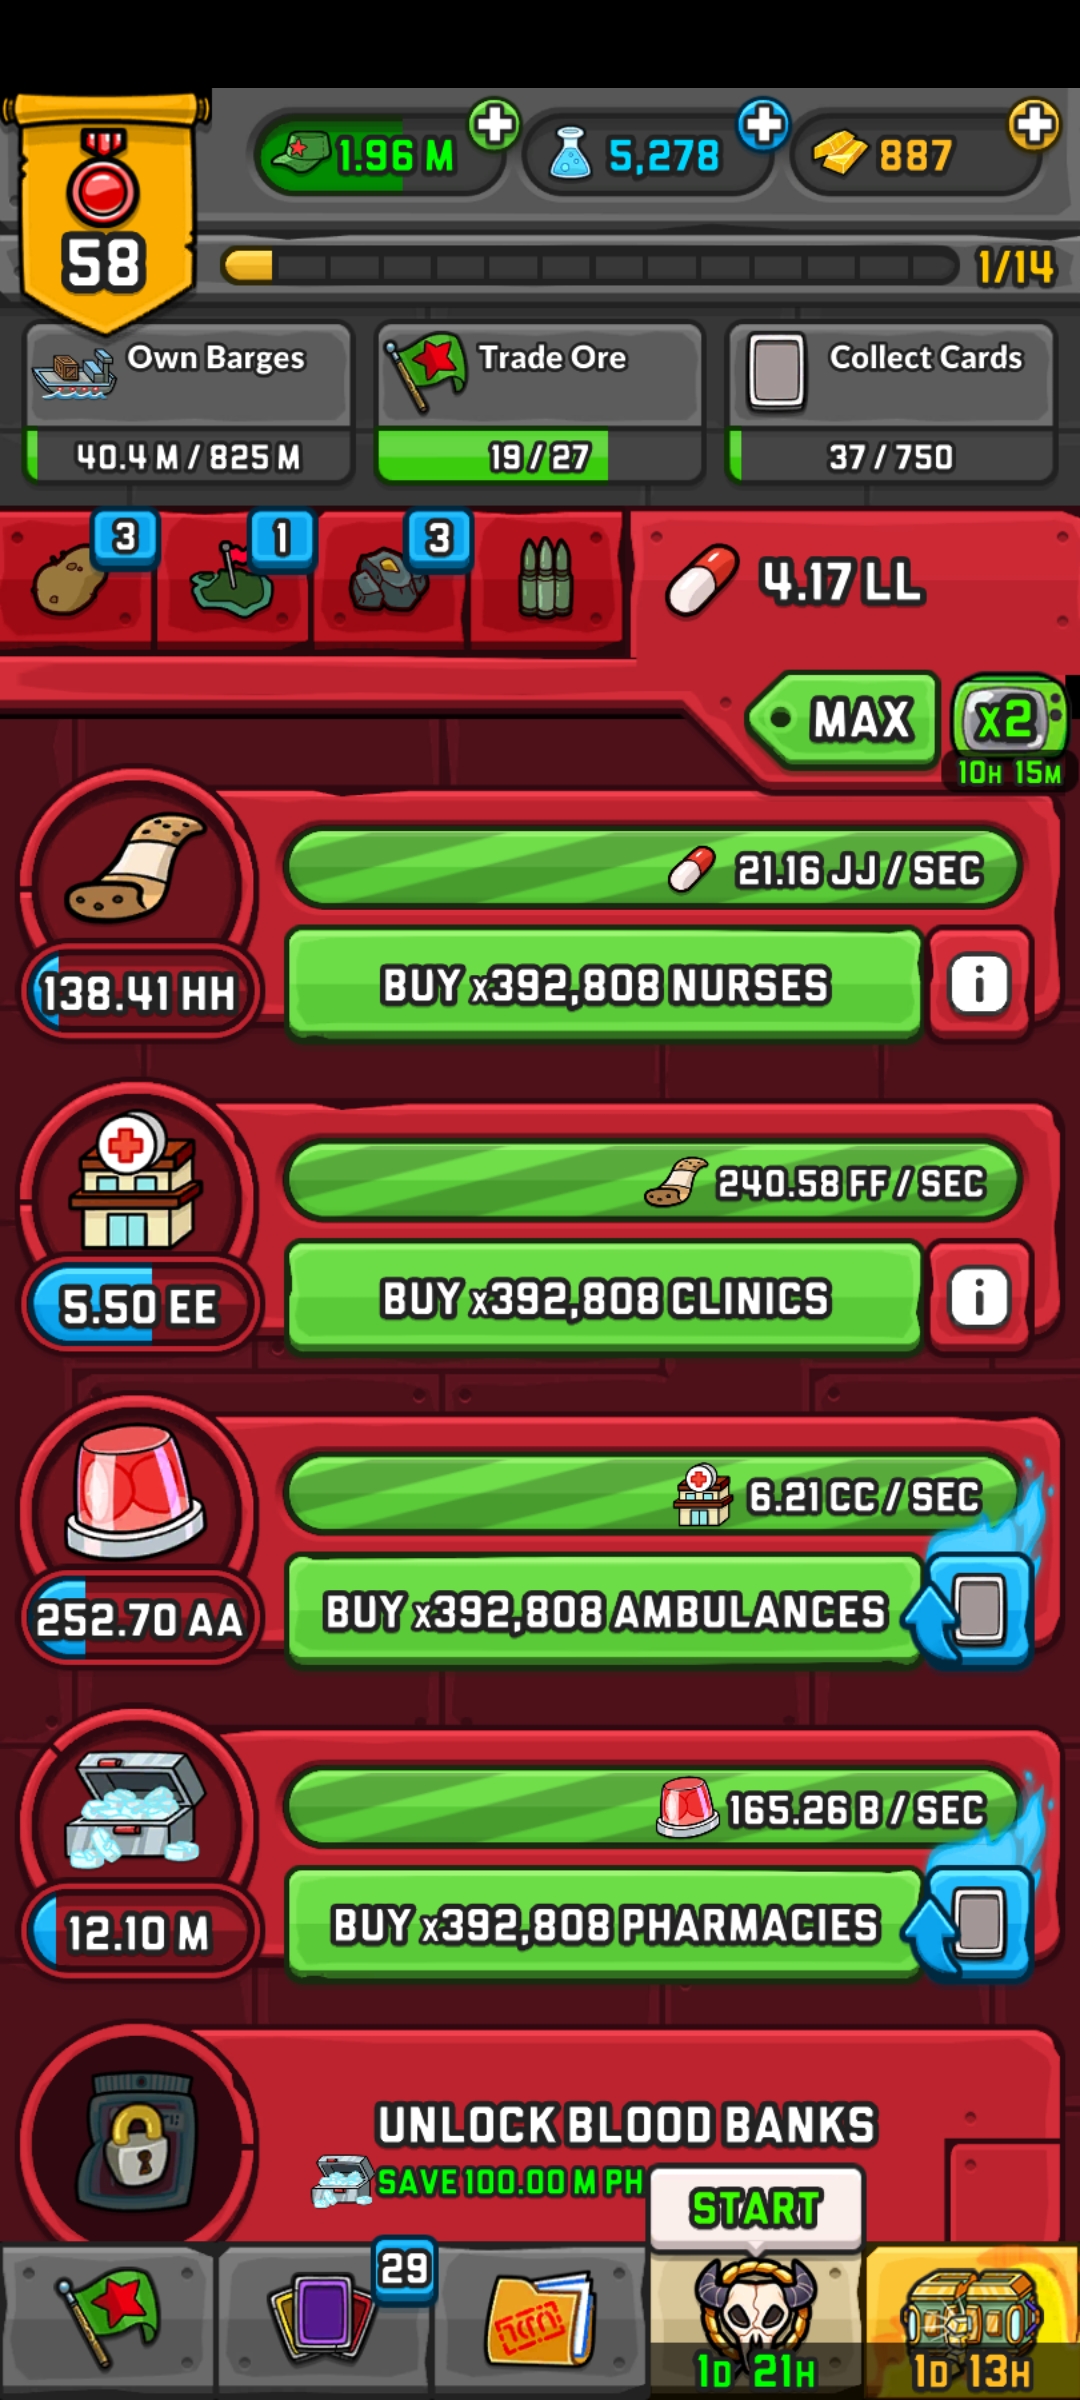 1.96 M
5,278
887
58
1/14
Own Barges
Trade Ore
Collect Cards
40.4 M / 825 M
19 / 27
37 / 750
3
1
3
4.17 LL
MAX
x2
10H 15M
21.16 JJ / SEC
138.41 HH
BUY x392,808 NURSES
i
240.58 FF / SEC
5.50 EE
BUY x392,808 CLINICS
i
6.21 CC / SEC
252.70 AA
BUY x392,808 AMBULANCES
165.26 B / SEC
12.10 M
BUY x392,808 PHARMACIES
UNLOCK BLOOD BANKS
SAVE 100.00 M PH
START
29
1D 21H
1D 13H